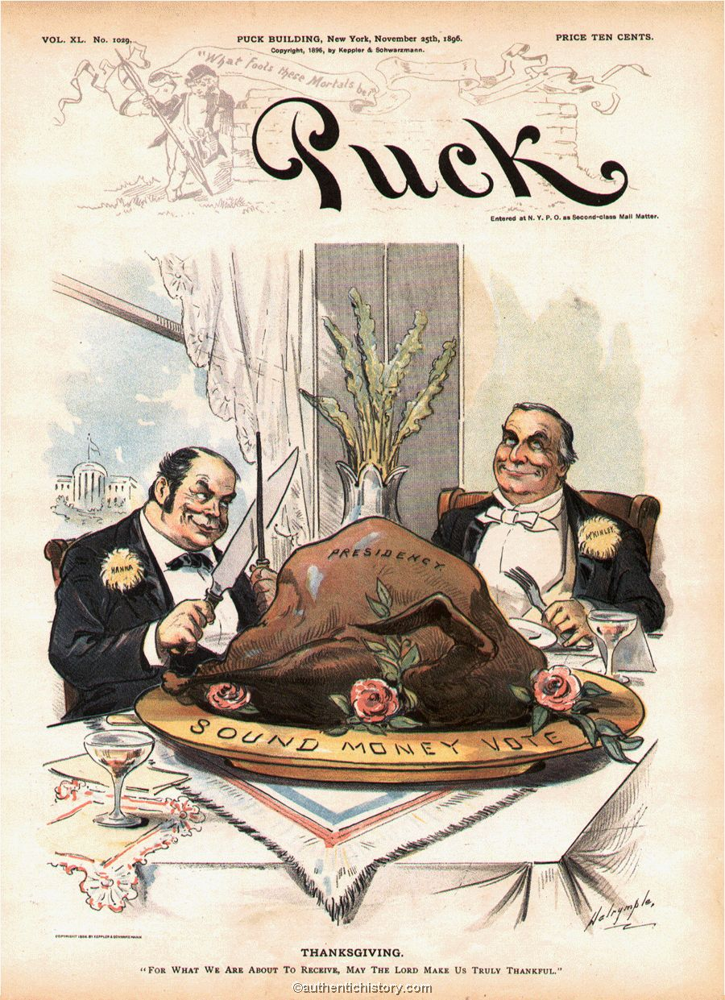 VOL. XL. No. 1029.
PUCK BUILDING, New York, November 25th, 1896.
PRICE TEN CENTS.
Copyright, 1896, by Keppler & Schwarzmann.
"What Fools these Mortals be!"
Puck
Entered at N. Y. P. O. as Second-class Mail Matter.
HANNA
McKINLEY
PRESIDENCY.
SOUND MONEY VOTE
Dalrymple.
COPYRIGHT 1896 BY KEPPLER & SCHWARZMANN
THANKSGIVING.
"FOR WHAT WE ARE ABOUT TO RECEIVE, MAY THE LORD MAKE US TRULY THANKFUL."
©authentichistory.com